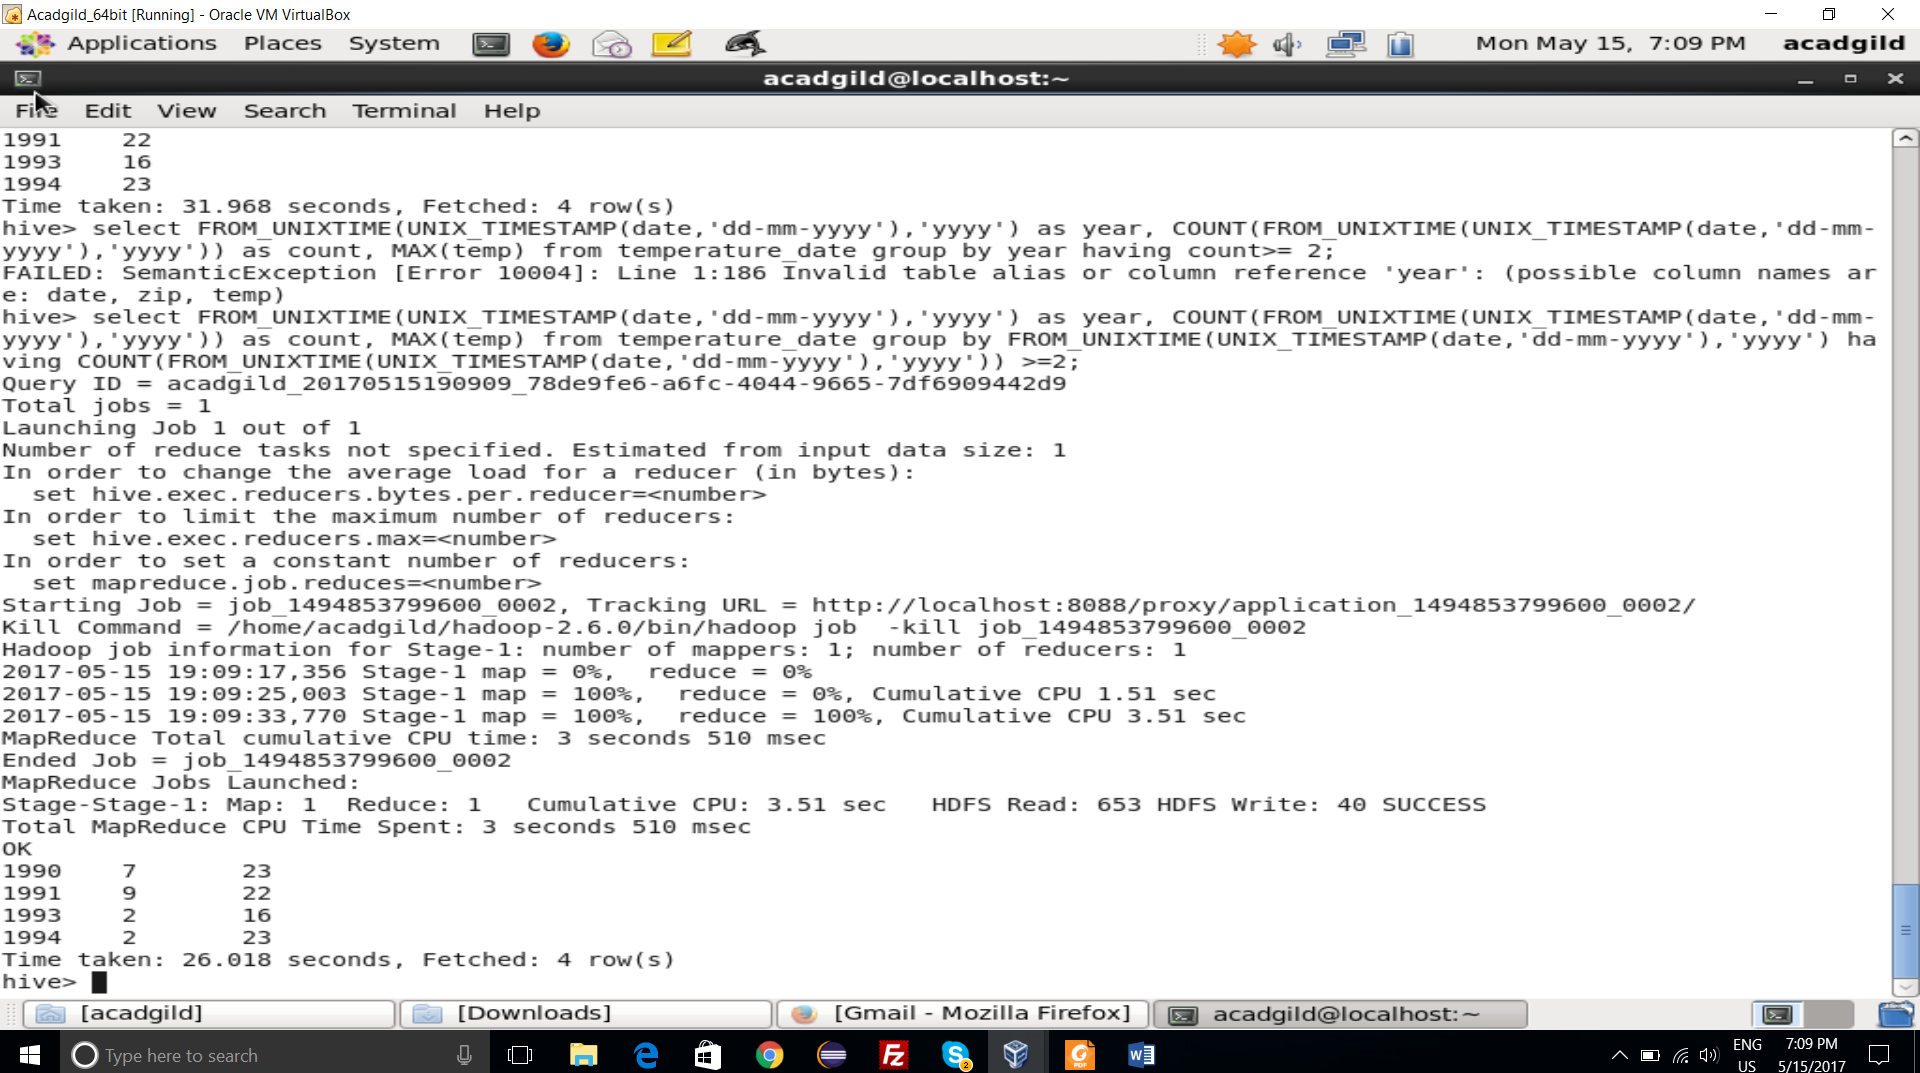 Acadgild_64bit [Running] - Oracle VM VirtualBox
Applications Places System Mon May 15, 7:09 PM acadgild
acadgild@localhost:~
File Edit View Search Terminal Help
1991    22
1993    16
1994    23
Time taken: 31.968 seconds, Fetched: 4 row(s)
hive> select FROM_UNIXTIME(UNIX_TIMESTAMP(date,'dd-mm-yyyy'),'yyyy') as year, COUNT(FROM_UNIXTIME(UNIX_TIMESTAMP(date,'dd-mm-
yyyy'),'yyyy')) as count, MAX(temp) from temperature_date group by year having count>= 2;
FAILED: SemanticException [Error 10004]: Line 1:186 Invalid table alias or column reference 'year': (possible column names ar
e: date, zip, temp)
hive> select FROM_UNIXTIME(UNIX_TIMESTAMP(date,'dd-mm-yyyy'),'yyyy') as year, COUNT(FROM_UNIXTIME(UNIX_TIMESTAMP(date,'dd-mm-
yyyy'),'yyyy')) as count, MAX(temp) from temperature_date group by FROM_UNIXTIME(UNIX_TIMESTAMP(date,'dd-mm-yyyy'),'yyyy') ha
ving COUNT(FROM_UNIXTIME(UNIX_TIMESTAMP(date,'dd-mm-yyyy'),'yyyy')) >=2;
Query ID = acadgild_20170515190909_78de9fe6-a6fc-4044-9665-7df6909442d9
Total jobs = 1
Launching Job 1 out of 1
Number of reduce tasks not specified. Estimated from input data size: 1
In order to change the average load for a reducer (in bytes):
  set hive.exec.reducers.bytes.per.reducer=<number>
In order to limit the maximum number of reducers:
  set hive.exec.reducers.max=<number>
In order to set a constant number of reducers:
  set mapreduce.job.reduces=<number>
Starting Job = job_1494853799600_0002, Tracking URL = http://localhost:8088/proxy/application_1494853799600_0002/
Kill Command = /home/acadgild/hadoop-2.6.0/bin/hadoop job  -kill job_1494853799600_0002
Hadoop job information for Stage-1: number of mappers: 1; number of reducers: 1
2017-05-15 19:09:17,356 Stage-1 map = 0%,  reduce = 0%
2017-05-15 19:09:25,003 Stage-1 map = 100%,  reduce = 0%, Cumulative CPU 1.51 sec
2017-05-15 19:09:33,770 Stage-1 map = 100%,  reduce = 100%, Cumulative CPU 3.51 sec
MapReduce Total cumulative CPU time: 3 seconds 510 msec
Ended Job = job_1494853799600_0002
MapReduce Jobs Launched:
Stage-Stage-1: Map: 1  Reduce: 1   Cumulative CPU: 3.51 sec   HDFS Read: 653 HDFS Write: 40 SUCCESS
Total MapReduce CPU Time Spent: 3 seconds 510 msec
OK
1990    7       23
1991    9       22
1993    2       16
1994    2       23
Time taken: 26.018 seconds, Fetched: 4 row(s)
hive>
[acadgild] [Downloads] [Gmail - Mozilla Firefox] acadgild@localhost:~
Type here to search ENG 7:09 PM
US 5/15/2017